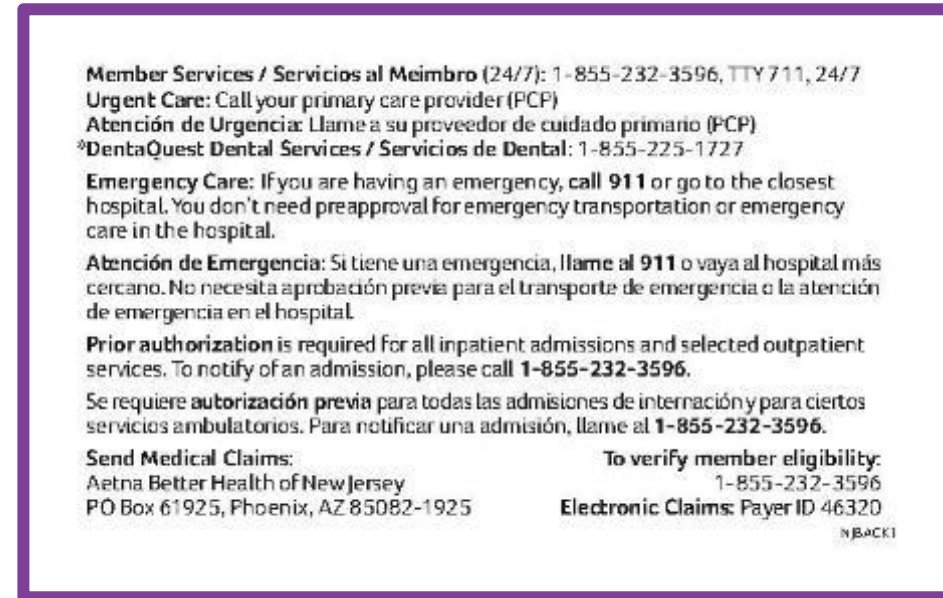 Member Services / Servicios al Meimbro (24/7): 1-855-232-3596, TTY 711, 24/7
Urgent Care: Call your primary care provider (PCP)
Atención de Urgencia: Llame a su proveedor de cuidado primario (PCP)
*DentaQuest Dental Services / Servicios de Dental: 1-855-225-1727
Emergency Care: If you are having an emergency, call 911 or go to the closest
hospital. You don't need preapproval for emergency transportation or emergency
care in the hospital.
Atención de Emergencia: Si tiene una emergencia, llame al 911 o vaya al hospital más
cercano. No necesita aprobación previa para el transporte de emergencia o la atención
de emergencia en el hospital.
Prior authorization is required for all inpatient admissions and selected outpatient
services. To notify of an admission, please call 1-855-232-3596.
Se requiere autorización previa para todas las admisiones de internación y para ciertos
servicios ambulatorios. Para notificar una admisión, llame al 1-855-232-3596.
Send Medical Claims: To verify member eligibility:
Aetna Better Health of New Jersey 1-855-232-3596
PO Box 61925, Phoenix, AZ 85082-1925 Electronic Claims: Payer ID 46320
NJBACK1